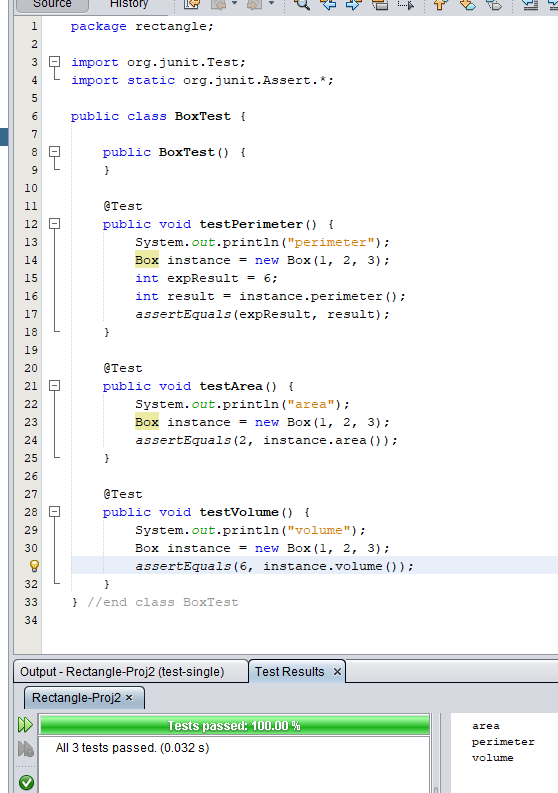 Source History
1 package rectangle;
2
3 import org.junit.Test;
4 import static org.junit.Assert.*;
5
6 public class BoxTest {
7
8     public BoxTest() {
9     }
10
11     @Test
12     public void testPerimeter() {
13         System.out.println("perimeter");
14         Box instance = new Box(1, 2, 3);
15         int expResult = 6;
16         int result = instance.perimeter();
17         assertEquals(expResult, result);
18     }
19
20     @Test
21     public void testArea() {
22         System.out.println("area");
23         Box instance = new Box(1, 2, 3);
24         assertEquals(2, instance.area());
25     }
26
27     @Test
28     public void testVolume() {
29         System.out.println("volume");
30         Box instance = new Box(1, 2, 3);
        assertEquals(6, instance.volume());
32     }
33 } //end class BoxTest
34
Output - Rectangle-Proj2 (test-single) Test Results ×
Rectangle-Proj2 ×
Tests passed: 100.00 %
All 3 tests passed. (0.032 s)
area
perimeter
volume